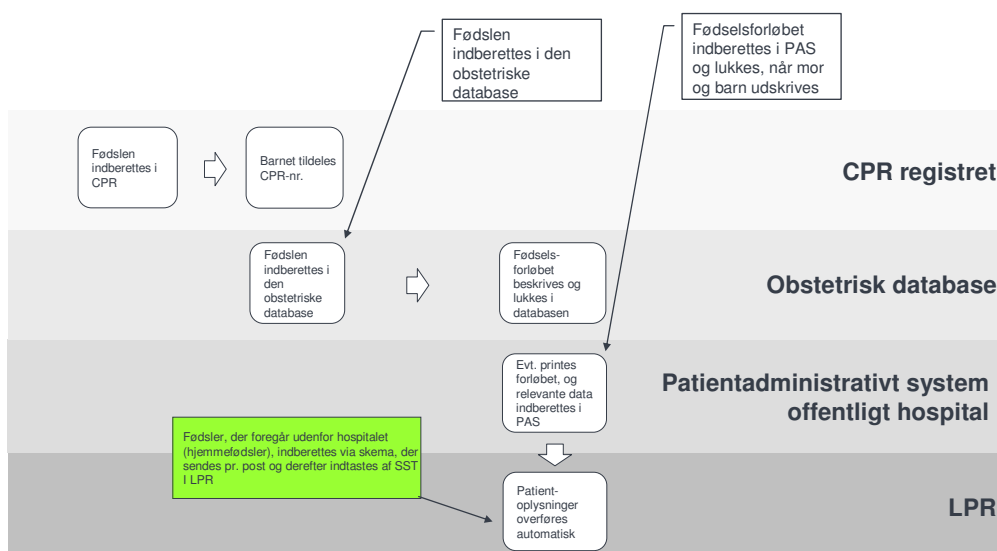 Fødslen
indberettes i den
obstetriske
database
Fødselsforløbet
indberettes i PAS
og lukkes, når mor
og barn udskrives
Fødslen
indberettes i
CPR
Barnet tildeles
CPR-nr.
CPR registret
Fødslen
indberettes i
den
obstetriske
database
Fødsels-
forløbet
beskrives og
lukkes i
databasen
Obstetrisk database
Evt. printes
forløbet, og
relevante data
indberettes i
PAS
Patientadministrativt system
offentligt hospital
Fødsler, der foregår udenfor hospitalet
(hjemmefødsler), indberettes via skema, der
sendes pr. post og derefter indtastes af SST
I LPR
Patient-
oplysninger
overføres
automatisk
LPR